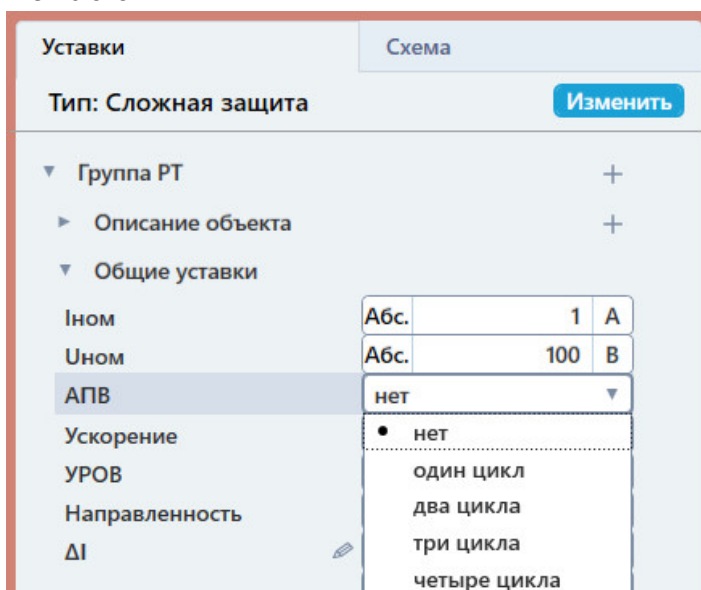 Уставки Схема
Тип: Сложная защита Изменить
Группа РТ
Описание объекта
Общие уставки
Iном Абс. 1 А
Uном Абс. 100 В
АПВ нет
Ускорение нет
УРОВ один цикл
Направленность два цикла
ΔI три цикла
четыре цикла